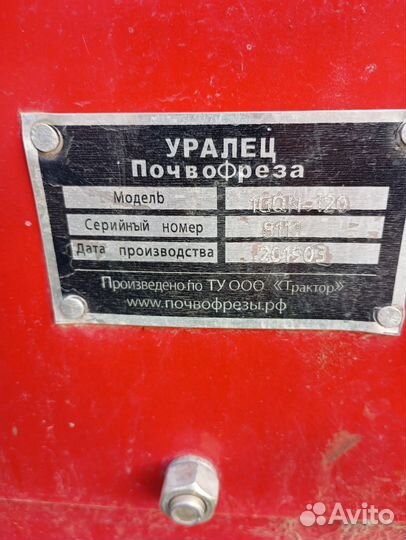 УРАЛЕЦ
Почвофреза
Модель 1GQN-120
Серийный номер
Дата производства 201503
Произведено по ТУ ООО «Трактор»
www.почвофрезы.рф
Avito